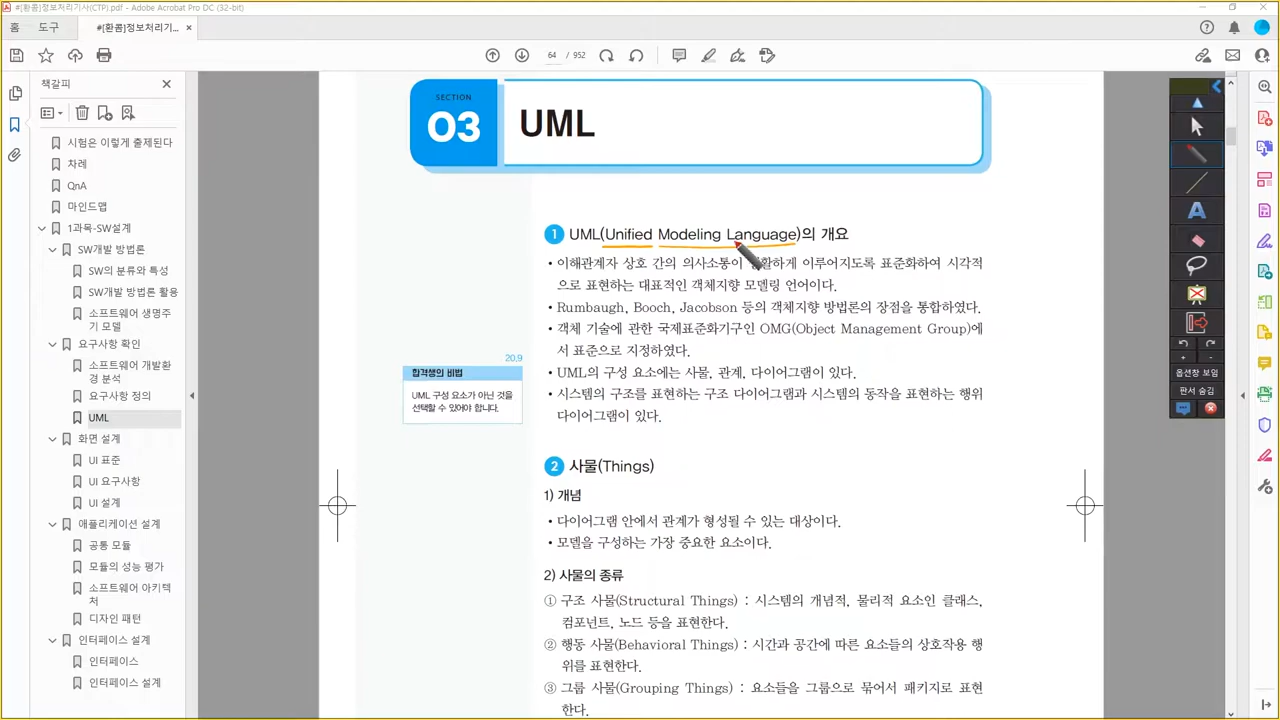 #[환콤]정보처리기사(CTP).pdf - Adobe Acrobat Pro DC (32-bit)
홈 도구 #[환콤]정보처리기... ×
64 / 952
책갈피
시험은 이렇게 출제된다
차례
QnA
마인드맵
1과목-SW설계
SW개발 방법론
SW의 분류와 특성
SW개발 방법론 활용
소프트웨어 생명주
기 모델
요구사항 확인
소프트웨어 개발환
경 분석
요구사항 정의
UML
화면 설계
UI 표준
UI 요구사항
UI 설계
애플리케이션 설계
공통 모듈
모듈의 성능 평가
소프트웨어 아키텍
처
디자인 패턴
인터페이스 설계
인터페이스
인터페이스 설계
SECTION
03
UML
1 UML(Unified Modeling Language)의 개요
• 이해관계자 상호 간의 의사소통이 원활하게 이루어지도록 표준화하여 시각적
으로 표현하는 대표적인 객체지향 모델링 언어이다.
• Rumbaugh, Booch, Jacobson 등의 객체지향 방법론의 장점을 통합하였다.
• 객체 기술에 관한 국제표준화기구인 OMG(Object Management Group)에
서 표준으로 지정하였다.
• UML의 구성 요소에는 사물, 관계, 다이어그램이 있다.
• 시스템의 구조를 표현하는 구조 다이어그램과 시스템의 동작을 표현하는 행위
다이어그램이 있다.
20.9
합격생의 비법
UML 구성 요소가 아닌 것을
선택할 수 있어야 합니다.
2 사물(Things)
1) 개념
• 다이어그램 안에서 관계가 형성될 수 있는 대상이다.
• 모델을 구성하는 가장 중요한 요소이다.
2) 사물의 종류
① 구조 사물(Structural Things) : 시스템의 개념적, 물리적 요소인 클래스,
컴포넌트, 노드 등을 표현한다.
② 행동 사물(Behavioral Things) : 시간과 공간에 따른 요소들의 상호작용 행
위를 표현한다.
③ 그룹 사물(Grouping Things) : 요소들을 그룹으로 묶어서 패키지로 표현
한다.
A
+ -
옵션창 보임
판서 숨김